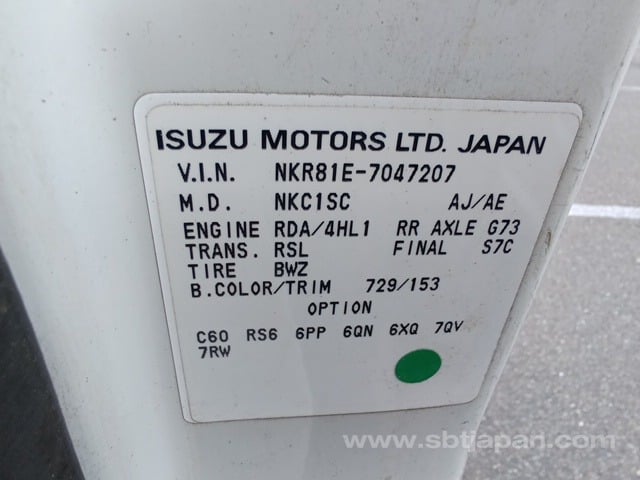 ISUZU MOTORS LTD. JAPAN
V.I.N. NKR81E-7047207
M.D. NKC1SC AJ/AE
ENGINE RDA/4HL1 RR AXLE G73
TRANS. RSL FINAL S7C
TIRE BWZ
B.COLOR/TRIM 729/153
OPTION
C60 RS6 6PP 6QN 6XQ 7QV
7RW
www.sbtjapan.com